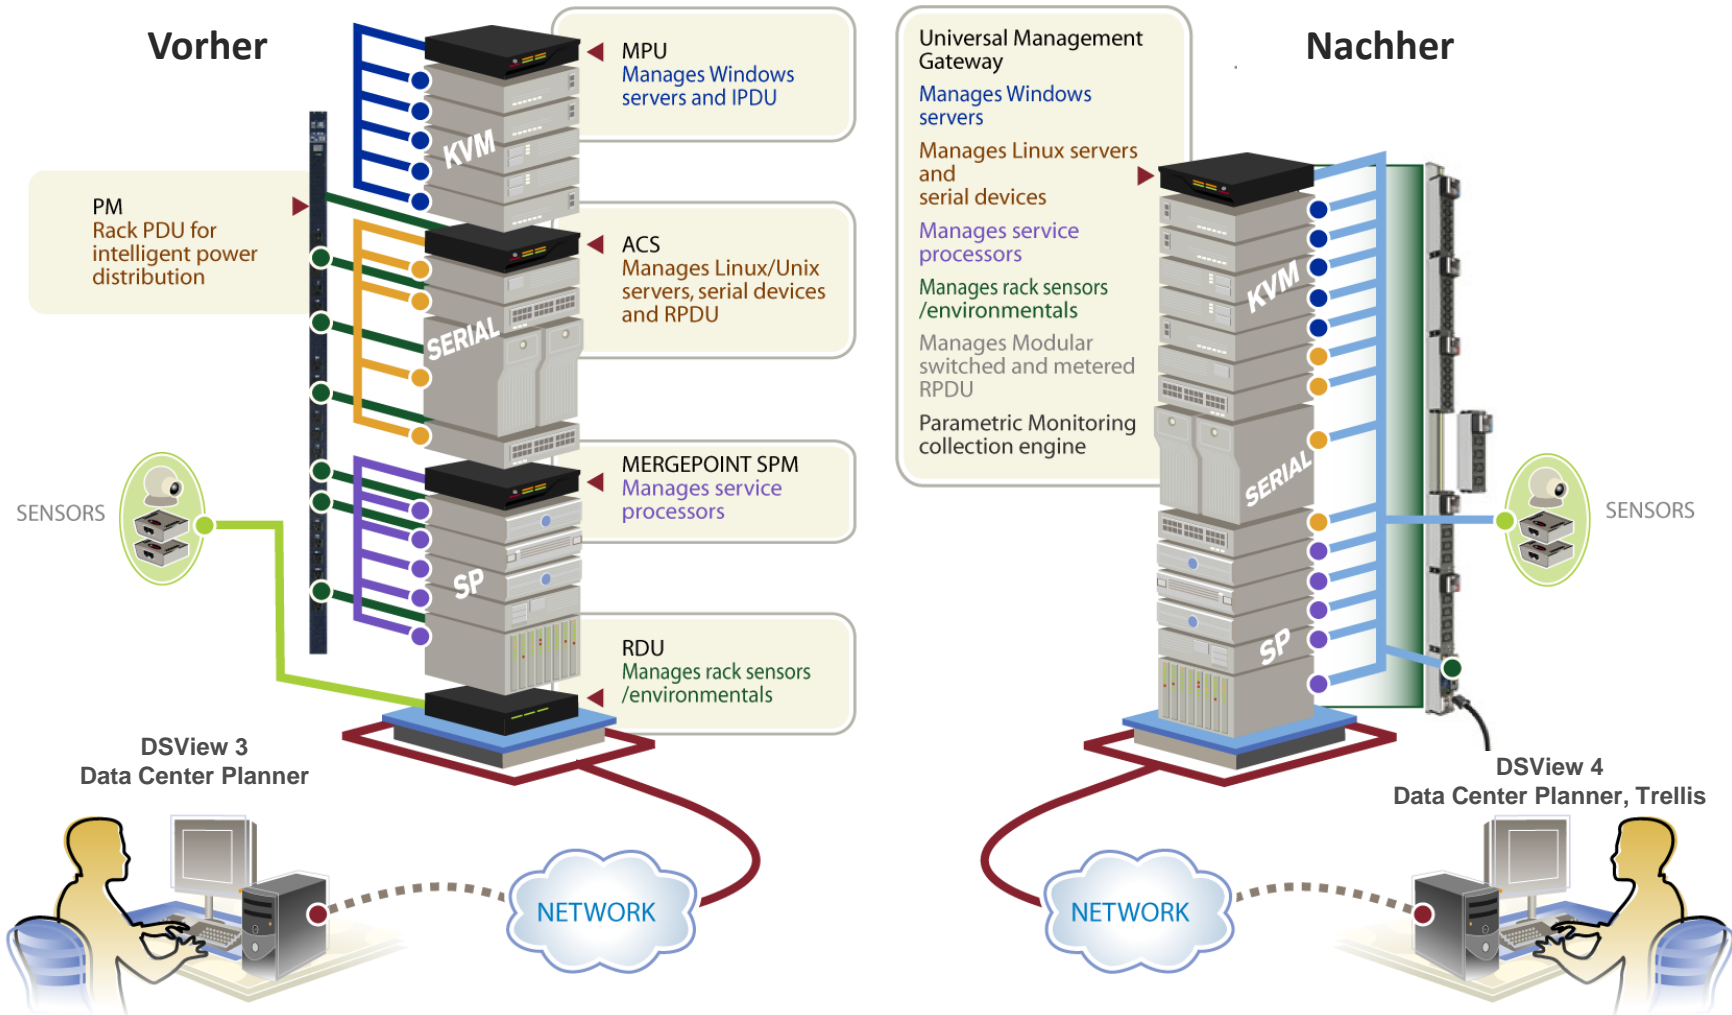 Vorher
MPU
Manages Windows
servers and IPDU
KVM
PM
Rack PDU for
intelligent power
distribution
ACS
Manages Linux/Unix
servers, serial devices
and RPDU
SERIAL
MERGEPOINT SPM
Manages service
processors
SENSORS
SP
RDU
Manages rack sensors
/environmentals
DSView 3
Data Center Planner
NETWORK
Nachher
Universal Management
Gateway
Manages Windows
servers
Manages Linux servers
and
serial devices
Manages service
processors
Manages rack sensors
/environmentals
Manages Modular
switched and metered
RPDU
Parametric Monitoring
collection engine
KVM
SERIAL
SP
SENSORS
DSView 4
Data Center Planner, Trellis
NETWORK